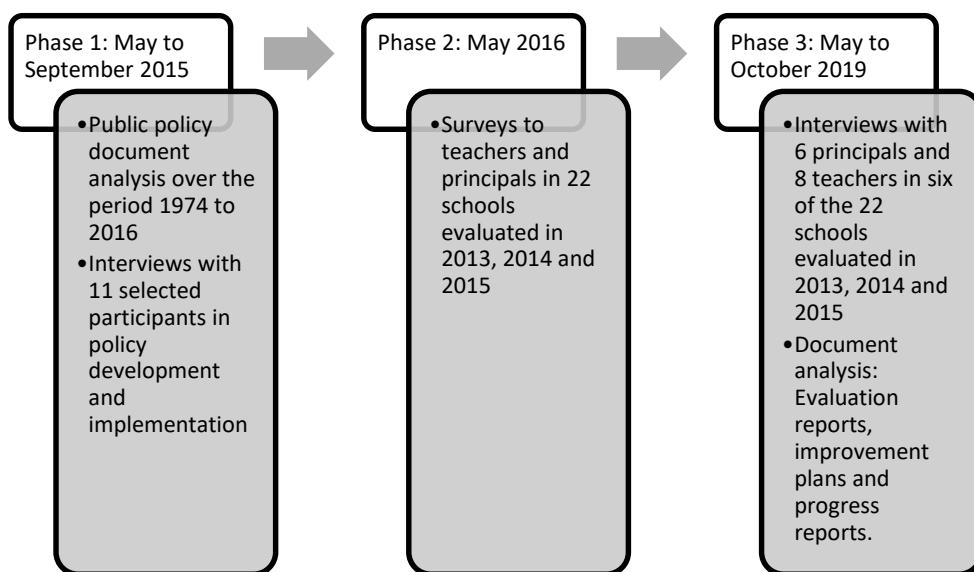 Phase 1: May to
September 2015
•Public policy
document
analysis over the
period 1974 to
2016
•Interviews with
11 selected
participants in
policy
development
and
implementation
Phase 2: May 2016
•Surveys to
teachers and
principals in 22
schools
evaluated in
2013, 2014 and
2015
Phase 3: May to
October 2019
•Interviews with
6 principals and
8 teachers in six
of the 22
schools
evaluated in
2013, 2014 and
2015
•Document
analysis:
Evaluation
reports,
improvement
plans and
progress
reports.